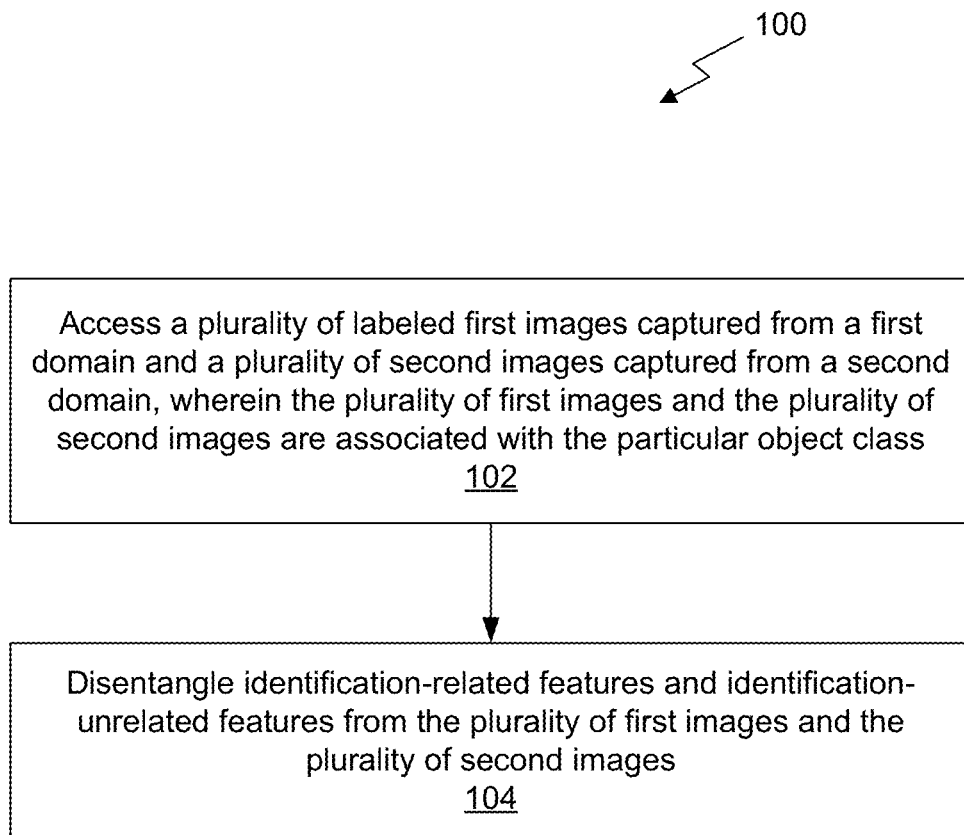 100
Access a plurality of labeled first images captured from a first
domain and a plurality of second images captured from a second
domain, wherein the plurality of first images and the plurality of
second images are associated with the particular object class
102
Disentangle identification-related features and identification-
unrelated features from the plurality of first images and the
plurality of second images
104